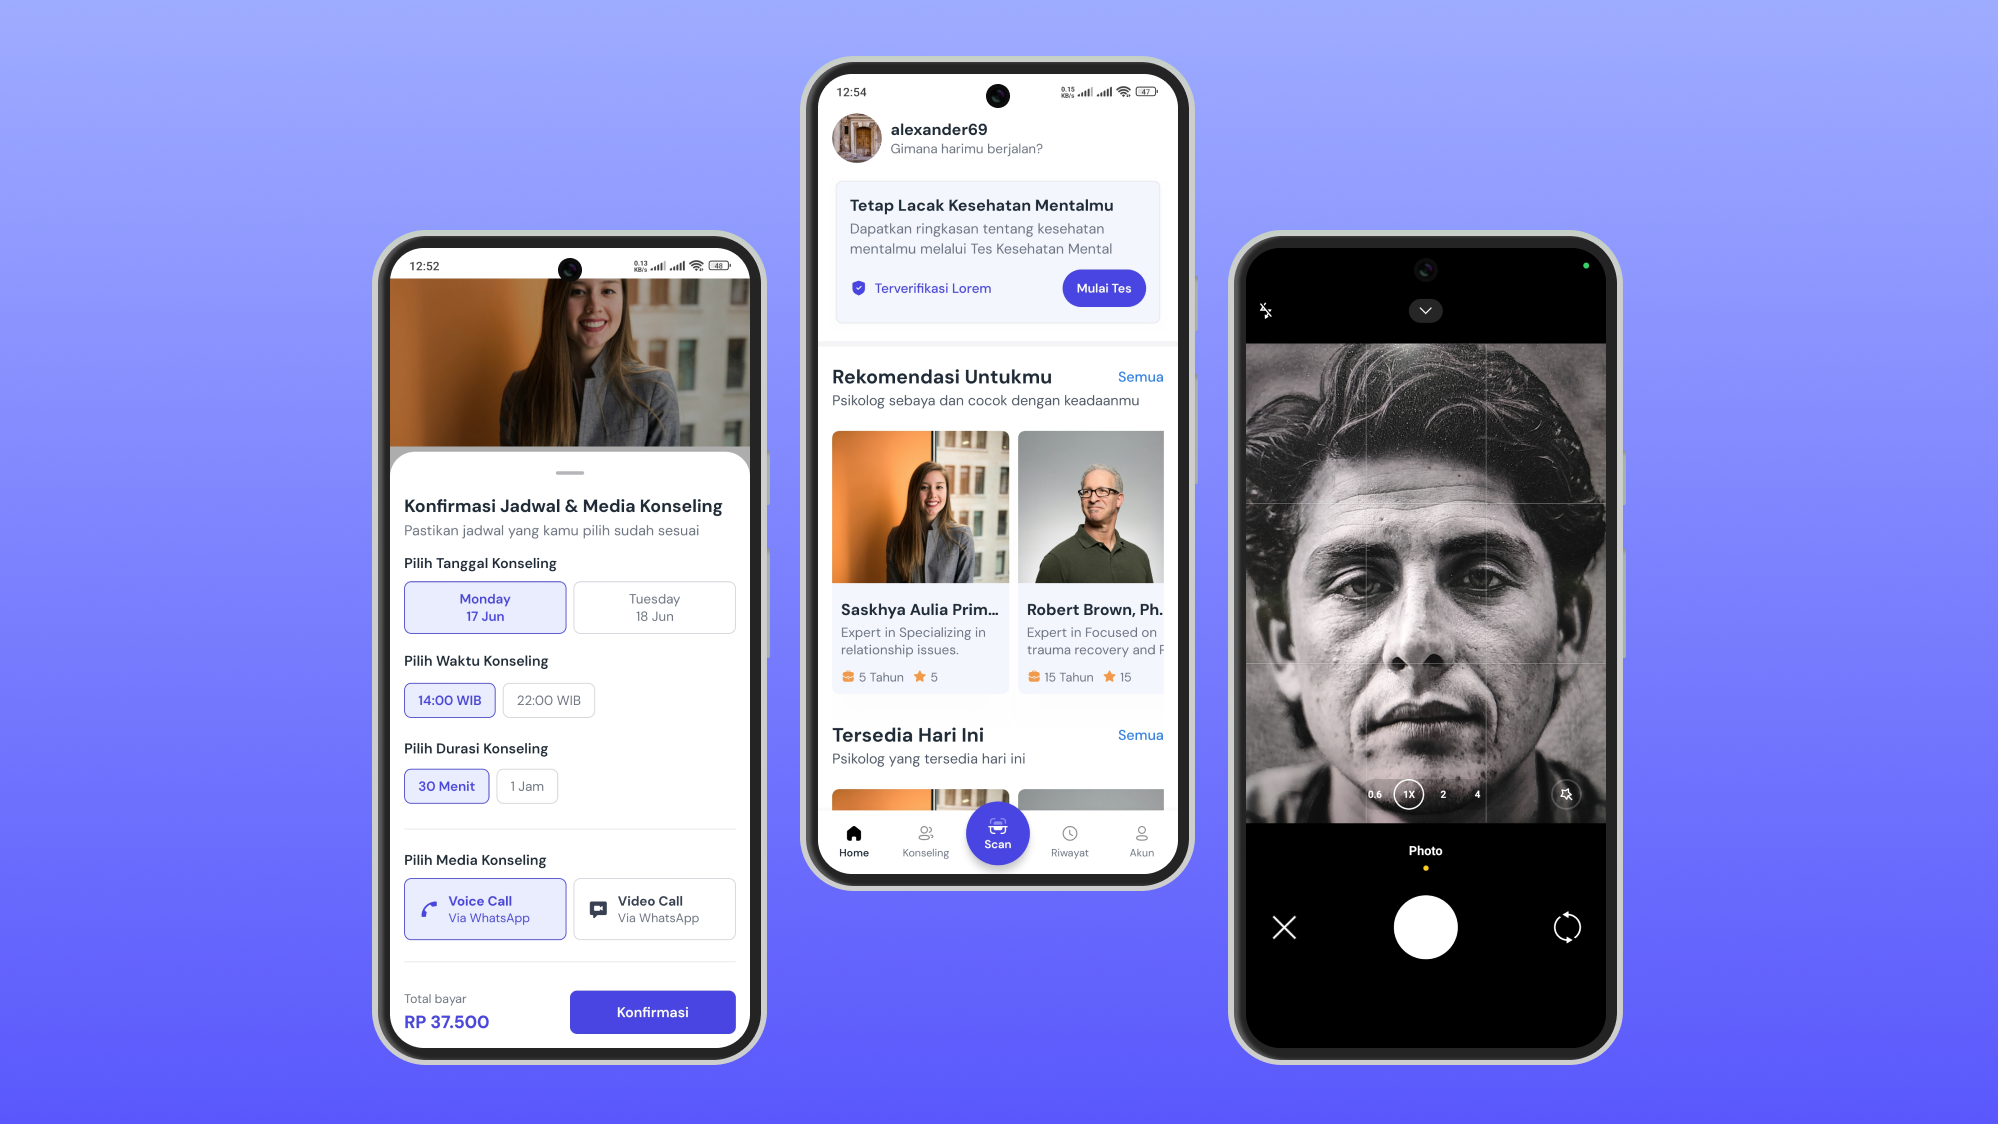 12:52
0.13
KB/s
48
Konfirmasi Jadwal & Media Konseling
Pastikan jadwal yang kamu pilih sudah sesuai
Pilih Tanggal Konseling
Monday
17 Jun
Tuesday
18 Jun
Pilih Waktu Konseling
14:00 WIB
22:00 WIB
Pilih Durasi Konseling
30 Menit
1 Jam
Pilih Media Konseling
Voice Call
Via WhatsApp
Video Call
Via WhatsApp
Total bayar
RP 37.500
Konfirmasi
12:54
0.15
KB/s
47
alexander69
Gimana harimu berjalan?
Tetap Lacak Kesehatan Mentalmu
Dapatkan ringkasan tentang kesehatan
mentalmu melalui Tes Kesehatan Mental
Terverifikasi Lorem
Mulai Tes
Rekomendasi Untukmu
Semua
Psikolog sebaya dan cocok dengan keadaanmu
Saskhya Aulia Prim...
Expert in Specializing in
relationship issues.
5 Tahun
5
Robert Brown, Ph.
Expert in Focused on
trauma recovery and
15 Tahun
15
Tersedia Hari Ini
Semua
Psikolog yang tersedia hari ini
Home
Konseling
Scan
Riwayat
Akun
0.6
1X
2
4
Photo